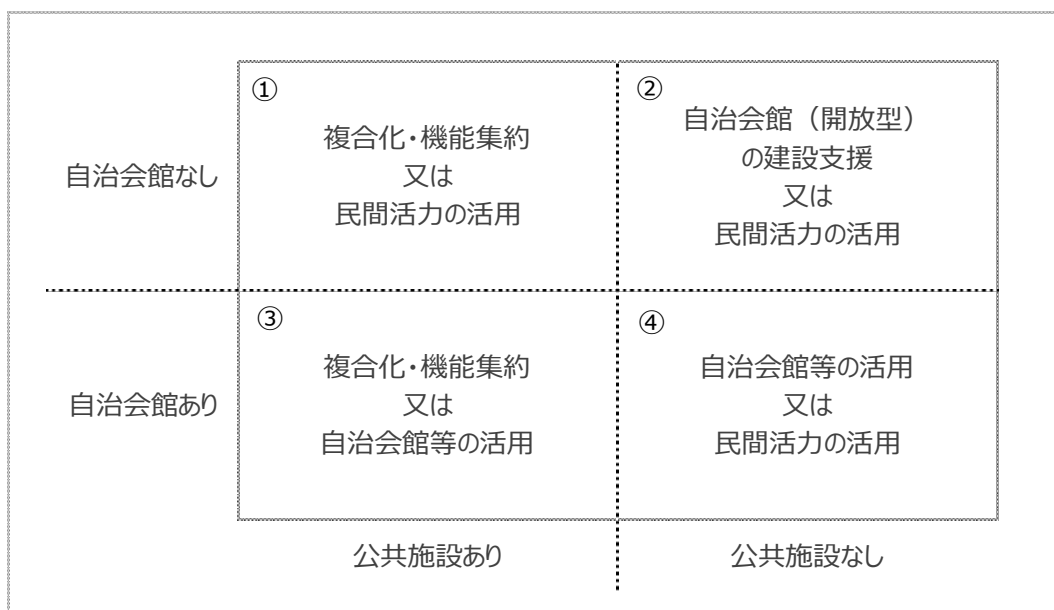 ①
複合化・機能集約
又は
民間活力の活用
②
自治会館（開放型）
の建設支援
又は
民間活力の活用
自治会館なし
③
複合化・機能集約
又は
自治会館等の活用
④
自治会館等の活用
又は
民間活力の活用
自治会館あり
公共施設あり
公共施設なし